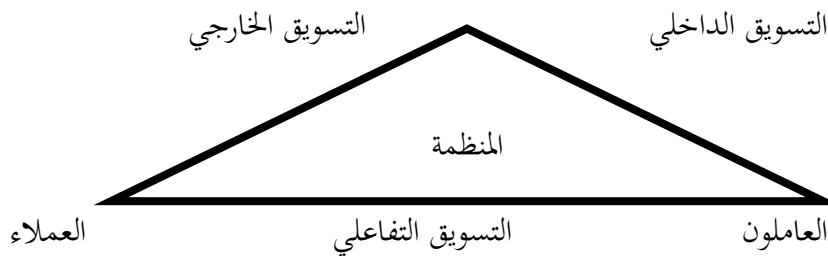 التسويق الداخلي التسويق الخارجي
المنظمة
العاملون التسويق التفاعلي العملاء